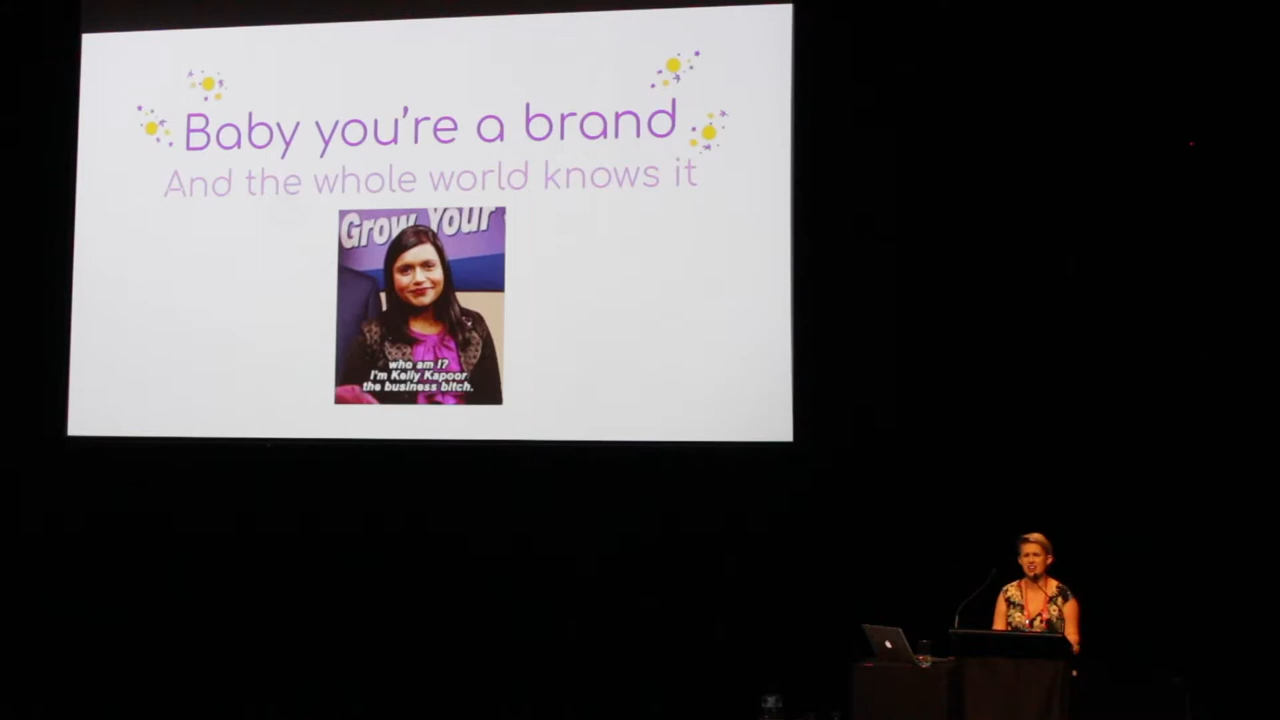 Baby you're a brand
And the whole world knows it
Grow Your
who am I?
I'm Kelly Kapoor
the business bitch.